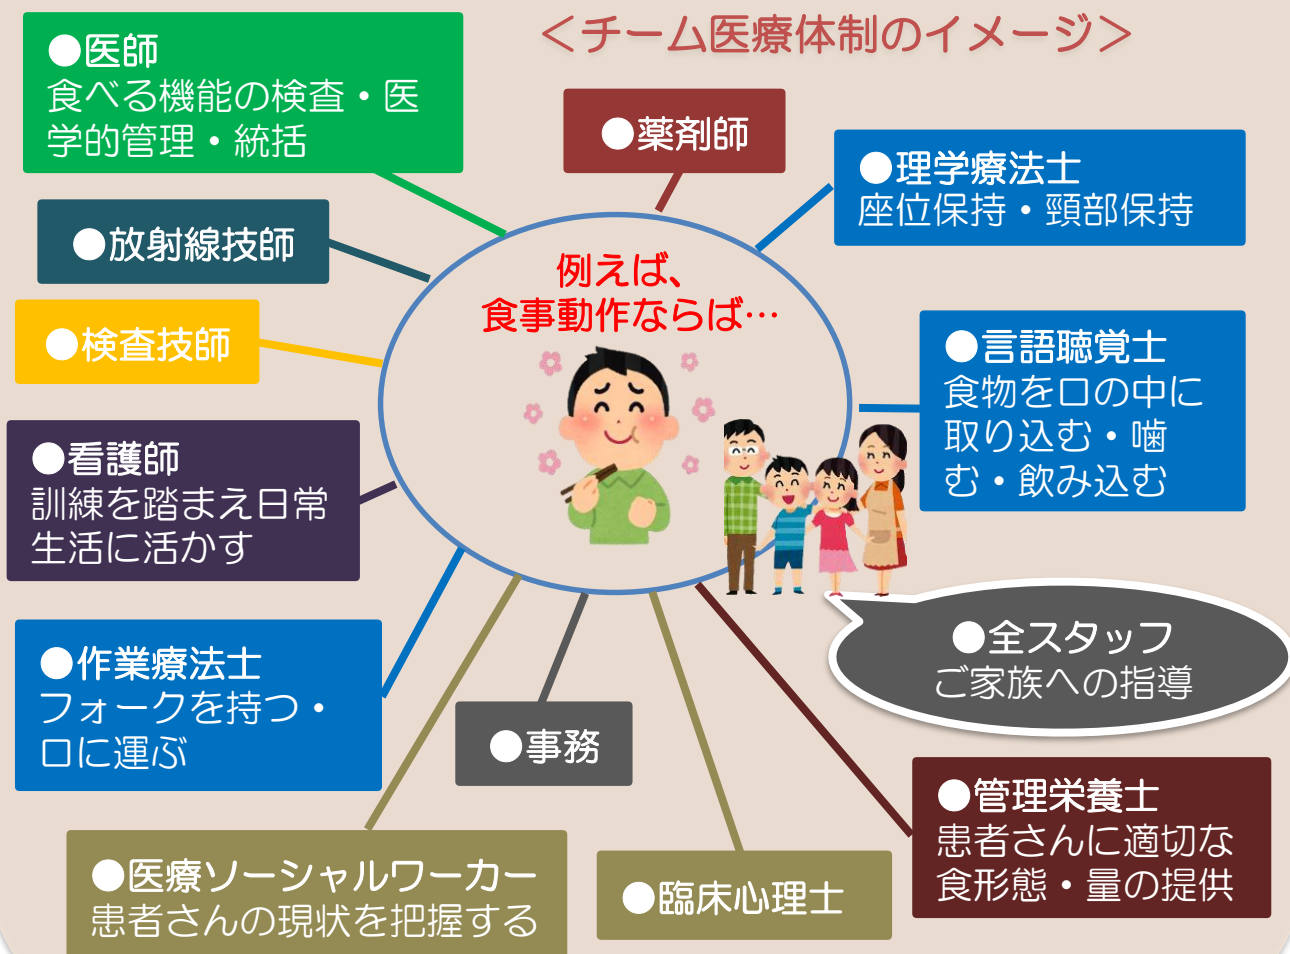 ＜チーム医療体制のイメージ＞
●医師
食べる機能の検査・医
学的管理・統括
●薬剤師
●理学療法士
座位保持・頸部保持
●放射線技師
例えば、
食事動作ならば…
●検査技師
●言語聴覚士
食物を口の中に
取り込む・噛
む・飲み込む
●看護師
訓練を踏まえ日常
生活に活かす
●全スタッフ
ご家族への指導
●作業療法士
フォークを持つ・
口に運ぶ
●事務
●管理栄養士
患者さんに適切な
食形態・量の提供
●医療ソーシャルワーカー
患者さんの現状を把握する
●臨床心理士